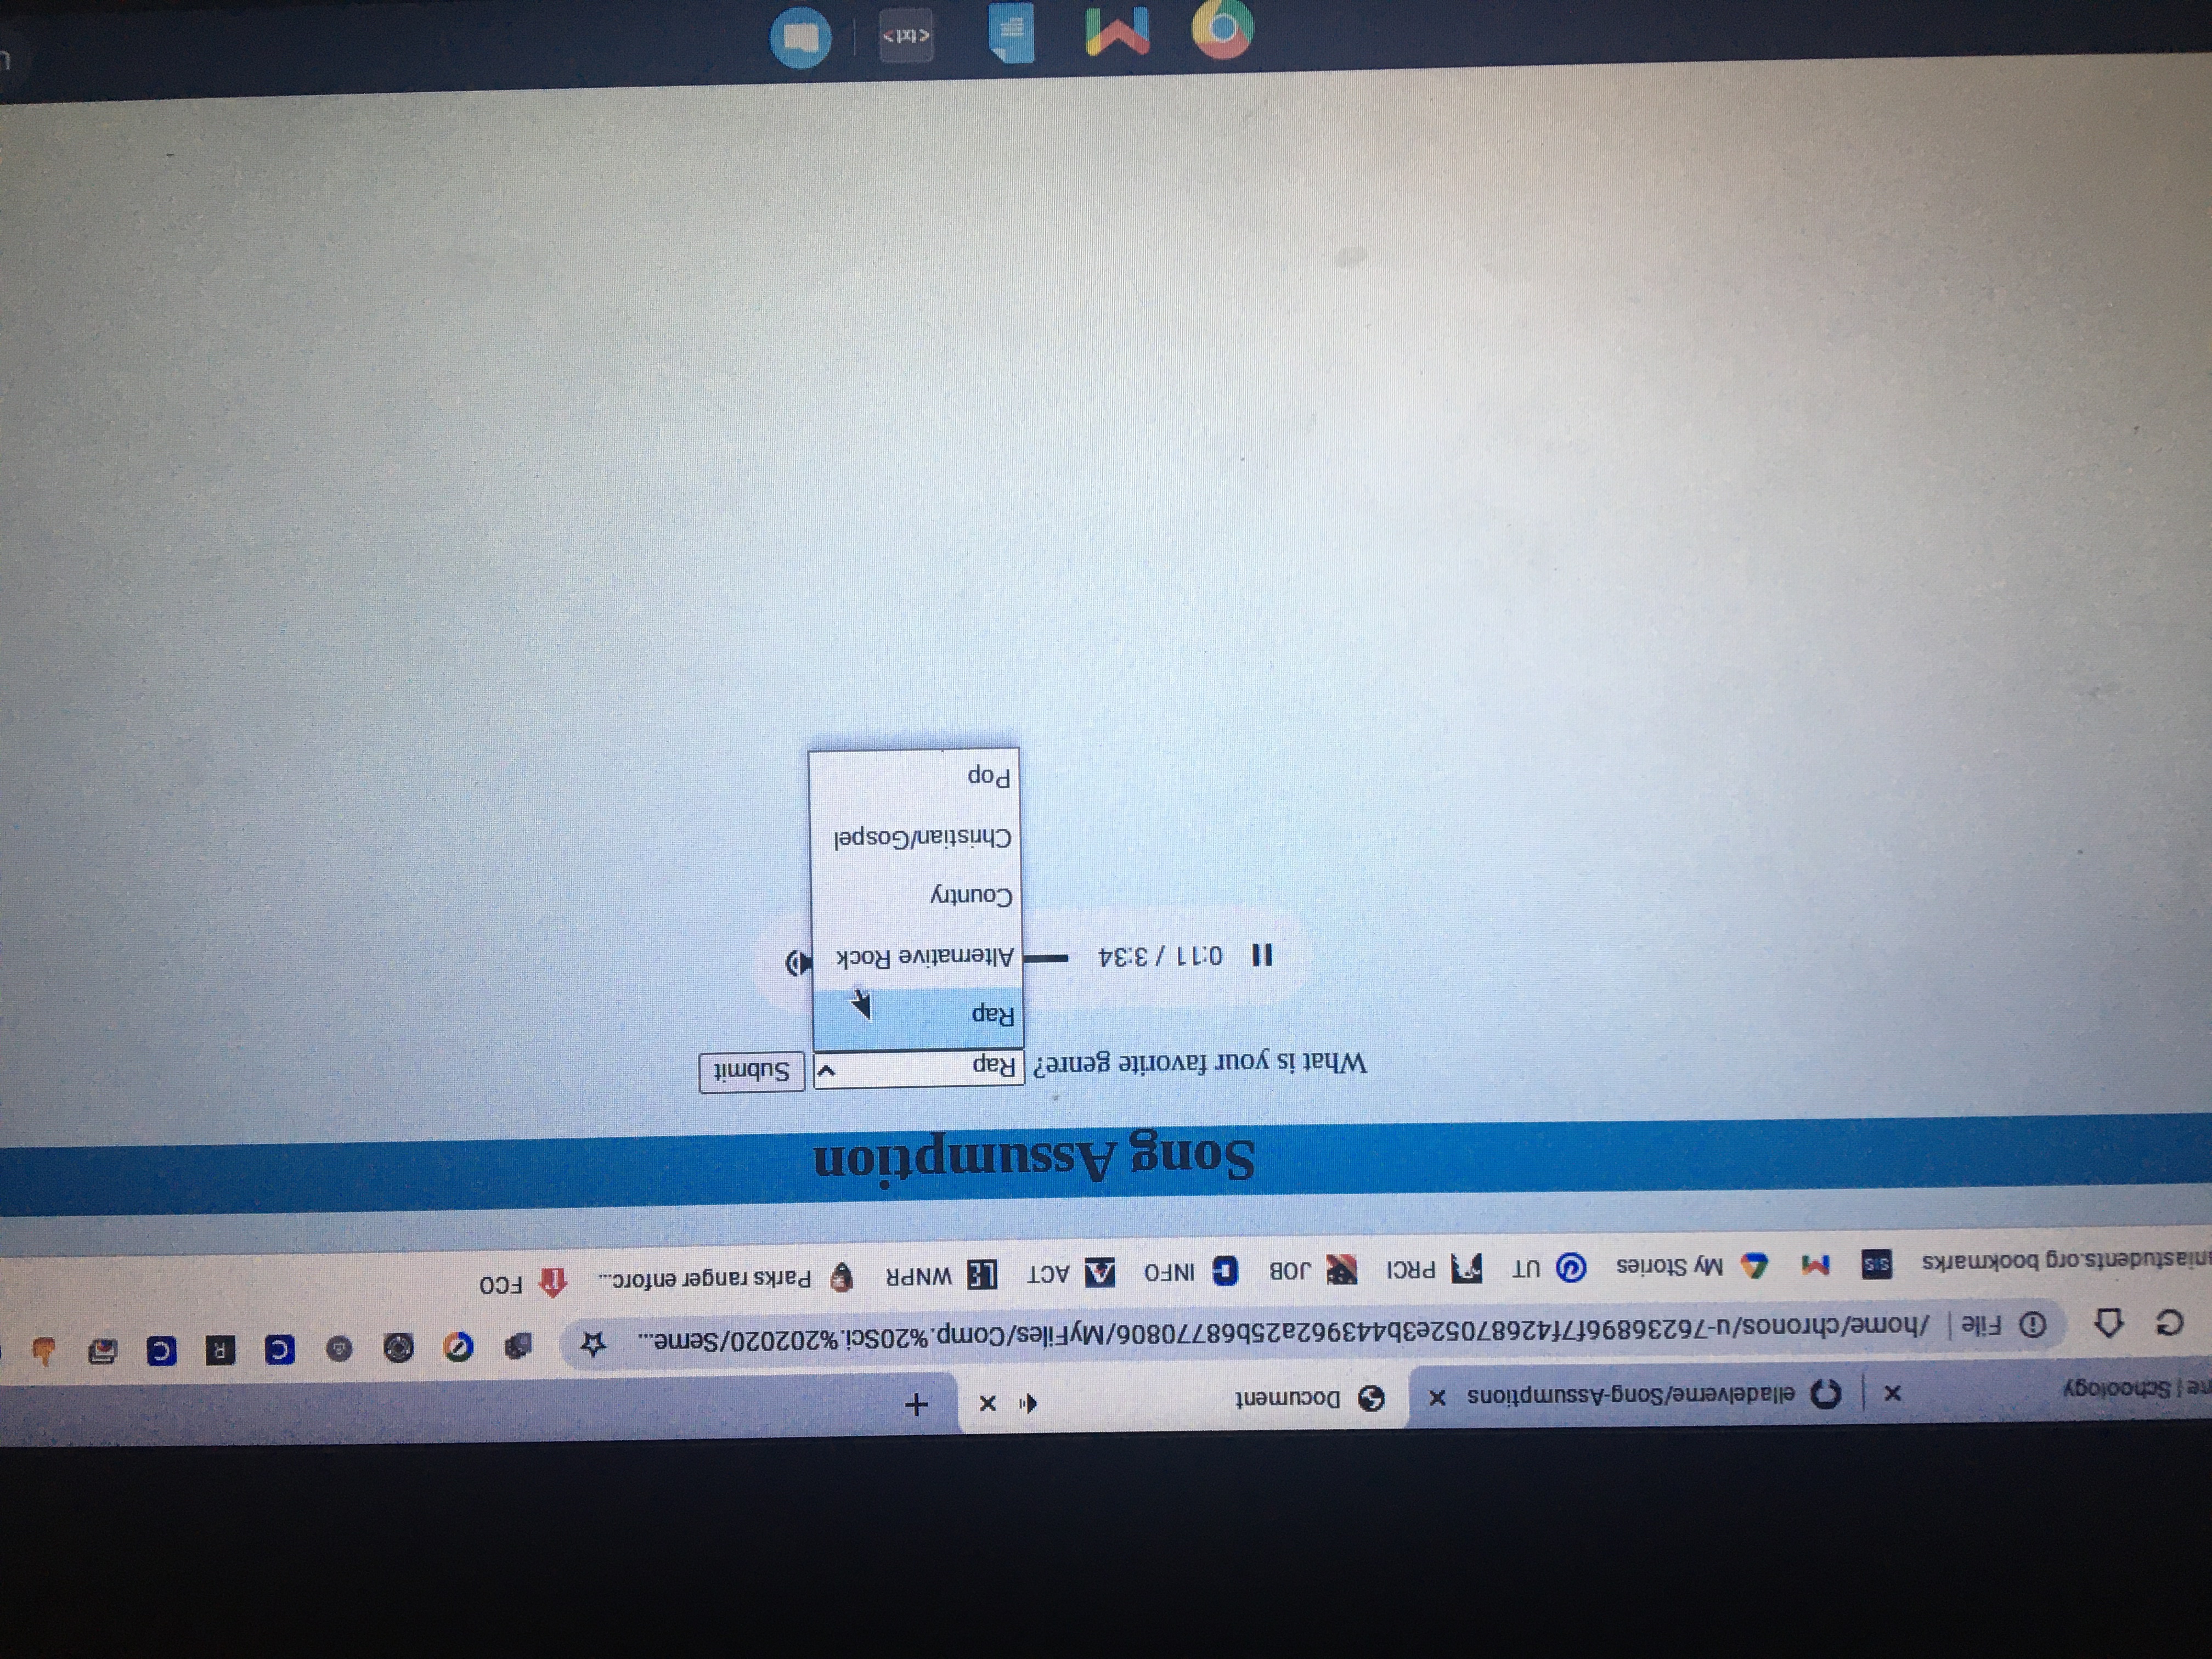 ne | Schoology
elladelverne/Song-Assumptions
Document
File | /home/chronos/u-76236896f7f42687052e3b443962a25b68770806/MyFiles/Comp.%20Sci.%202020/Seme...
C R C
niastudents.org bookmarks SIS My Stories UT PRCI JOB INFO ACT LE WNPR Parks ranger enforc... FCO
Song Assumption
What is your favorite genre? Rap Submit
Rap
0:11 / 3:34
Alternative Rock
Country
Christian/Gospel
Pop
<txt>